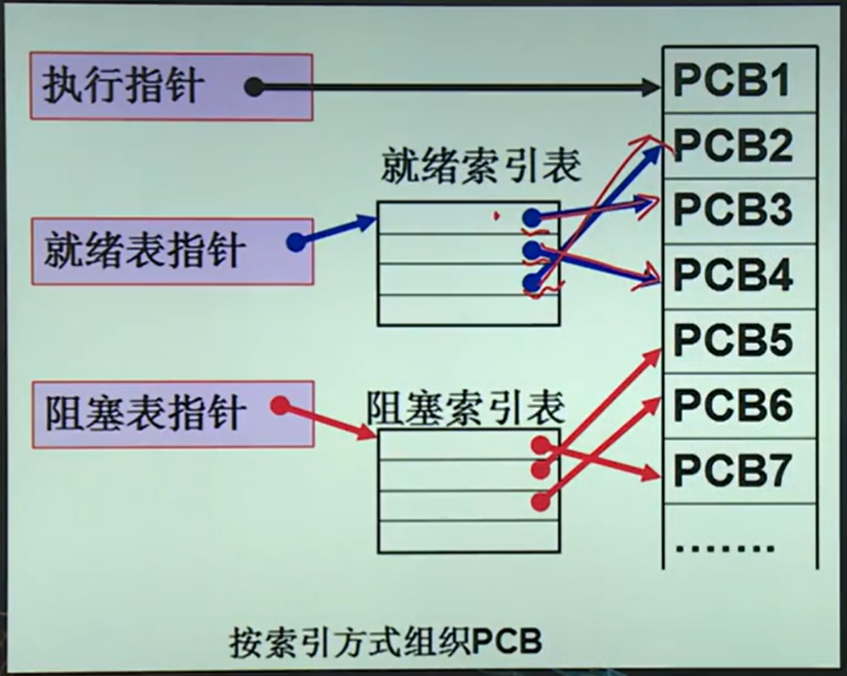 执行指针
就绪表指针
阻塞表指针
就绪索引表
阻塞索引表
PCB1
PCB2
PCB3
PCB4
PCB5
PCB6
PCB7
.......
按索引方式组织PCB